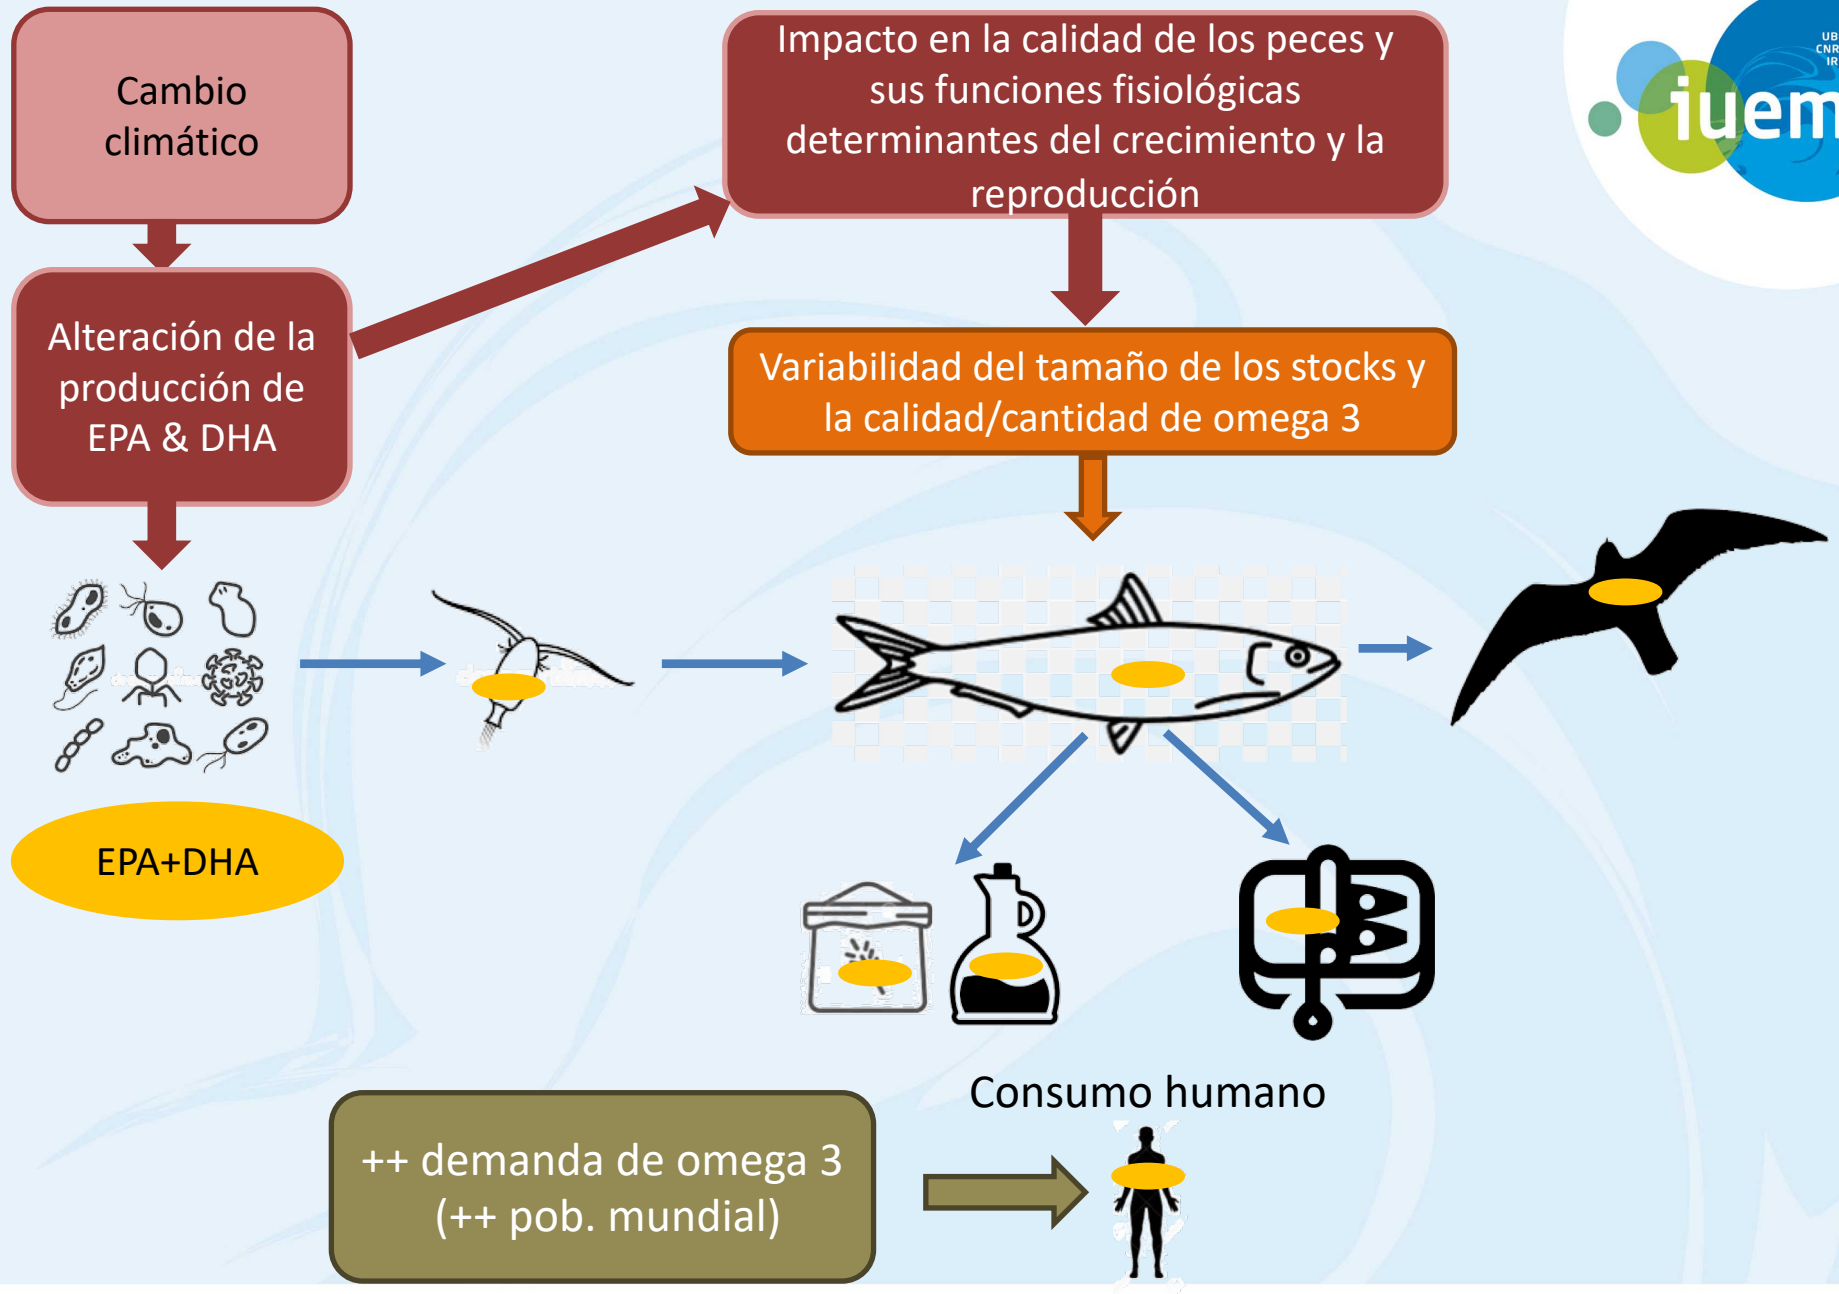 Cambio
climático
Impacto en la calidad de los peces y
sus funciones fisiológicas
determinantes del crecimiento y la
reproducción
iuem
Alteración de la
producción de
EPA & DHA
Variabilidad del tamaño de los stocks y
la calidad/cantidad de omega 3
EPA+DHA
Consumo humano
++ demanda de omega 3
(++ pob. mundial)